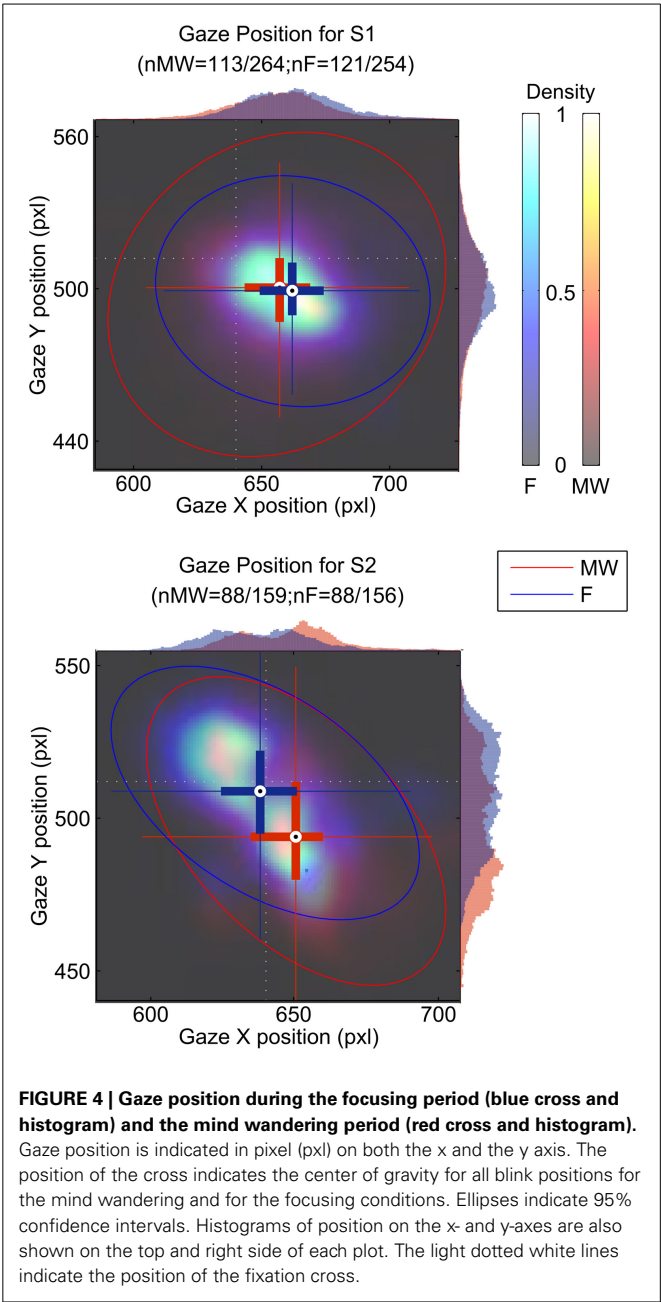 Gaze Position for S1
(nMW=113/264;nF=121/254)
Density
560
500
440
Gaze Y position (pxl)
600
650
700
Gaze X position (pxl)
1
0.5
0
F
MW
Gaze Position for S2
(nMW=88/159;nF=88/156)
MW
F
550
500
450
Gaze Y position (pxl)
600
650
700
Gaze X position (pxl)
FIGURE 4 | Gaze position during the focusing period (blue cross and
histogram) and the mind wandering period (red cross and histogram).
Gaze position is indicated in pixel (pxl) on both the x and the y axis. The
position of the cross indicates the center of gravity for all blink positions for
the mind wandering and for the focusing conditions. Ellipses indicate 95%
confidence intervals. Histograms of position on the x- and y-axes are also
shown on the top and right side of each plot. The light dotted white lines
indicate the position of the fixation cross.